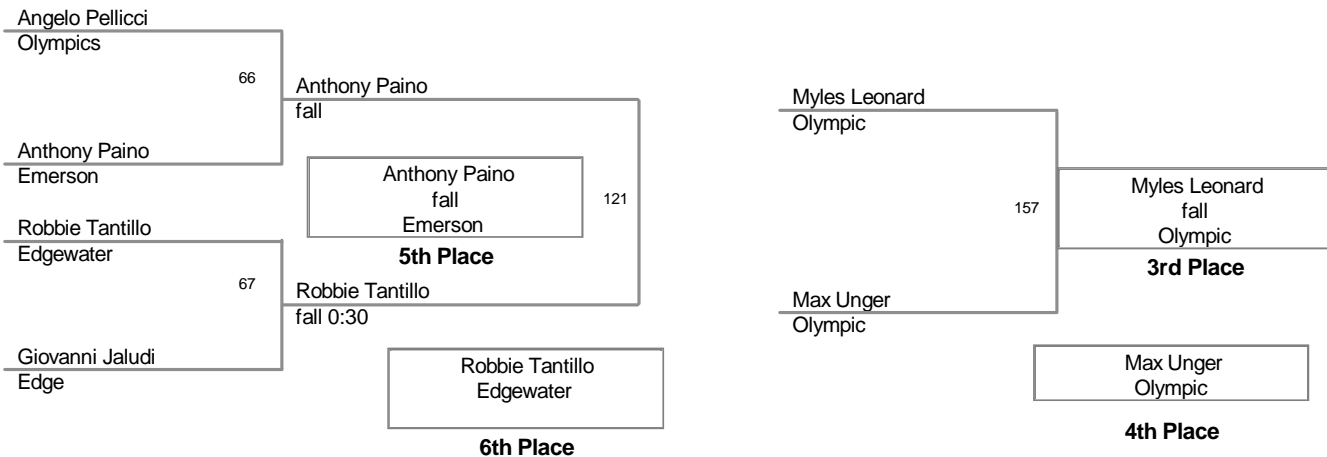 Angelo Pellicci
Olympics
66
Anthony Paino
fall
Anthony Paino
Emerson
Anthony Paino
fall
Emerson
5th Place
121
Robbie Tantillo
Edgewater
67
Robbie Tantillo
fall 0:30
Giovanni Jaludi
Edge
Robbie Tantillo
Edgewater
6th Place
Myles Leonard
Olympic
157
Myles Leonard
fall
Olympic
3rd Place
Max Unger
Olympic
Max Unger
Olympic
4th Place